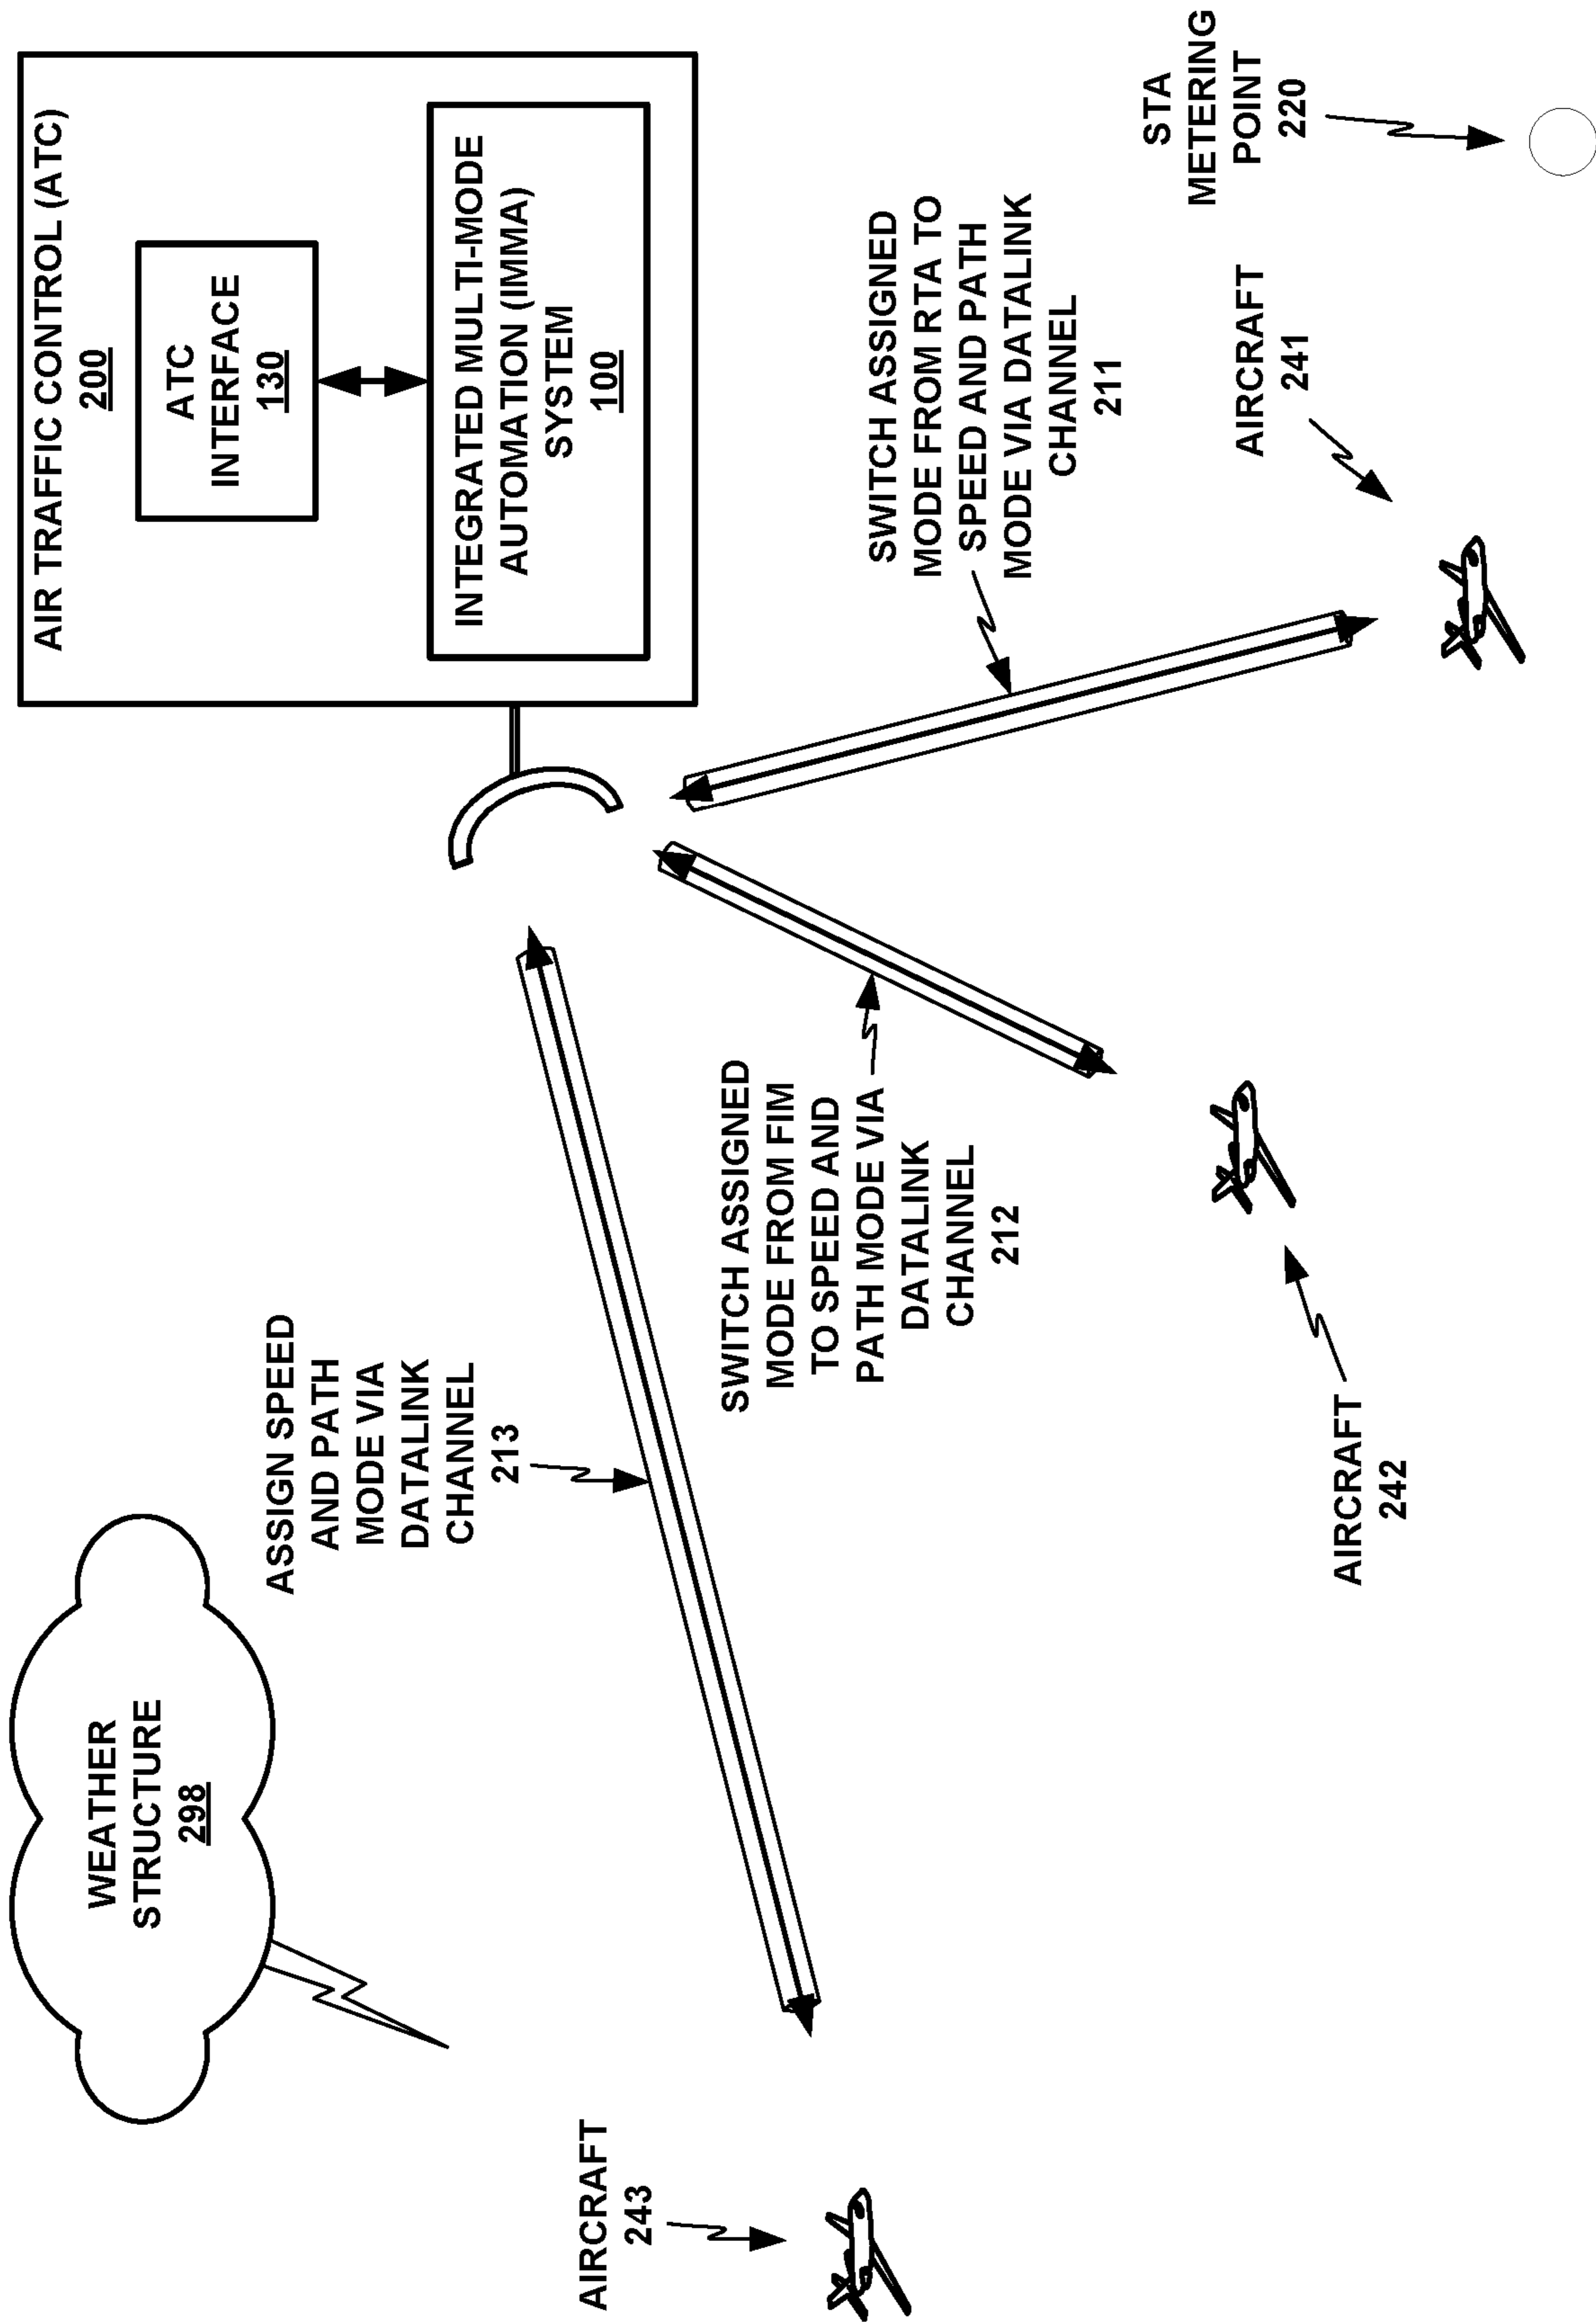 WEATHER
STRUCTURE
298
AIR TRAFFIC CONTROL (ATC)
200
ATC
INTERFACE
130
INTEGRATED MULTI-MODE
AUTOMATION (IMMA)
SYSTEM
100
ASSIGN SPEED
AND PATH
MODE VIA
DATALINK
CHANNEL
213
AIRCRAFT
243
SWITCH ASSIGNED
MODE FROM FIM
TO SPEED AND
PATH MODE VIA
DATALINK
CHANNEL
212
SWITCH ASSIGNED
MODE FROM RTA TO
SPEED AND PATH
MODE VIA DATALINK
CHANNEL
211
AIRCRAFT
242
AIRCRAFT
241
STA
METERING
POINT
220